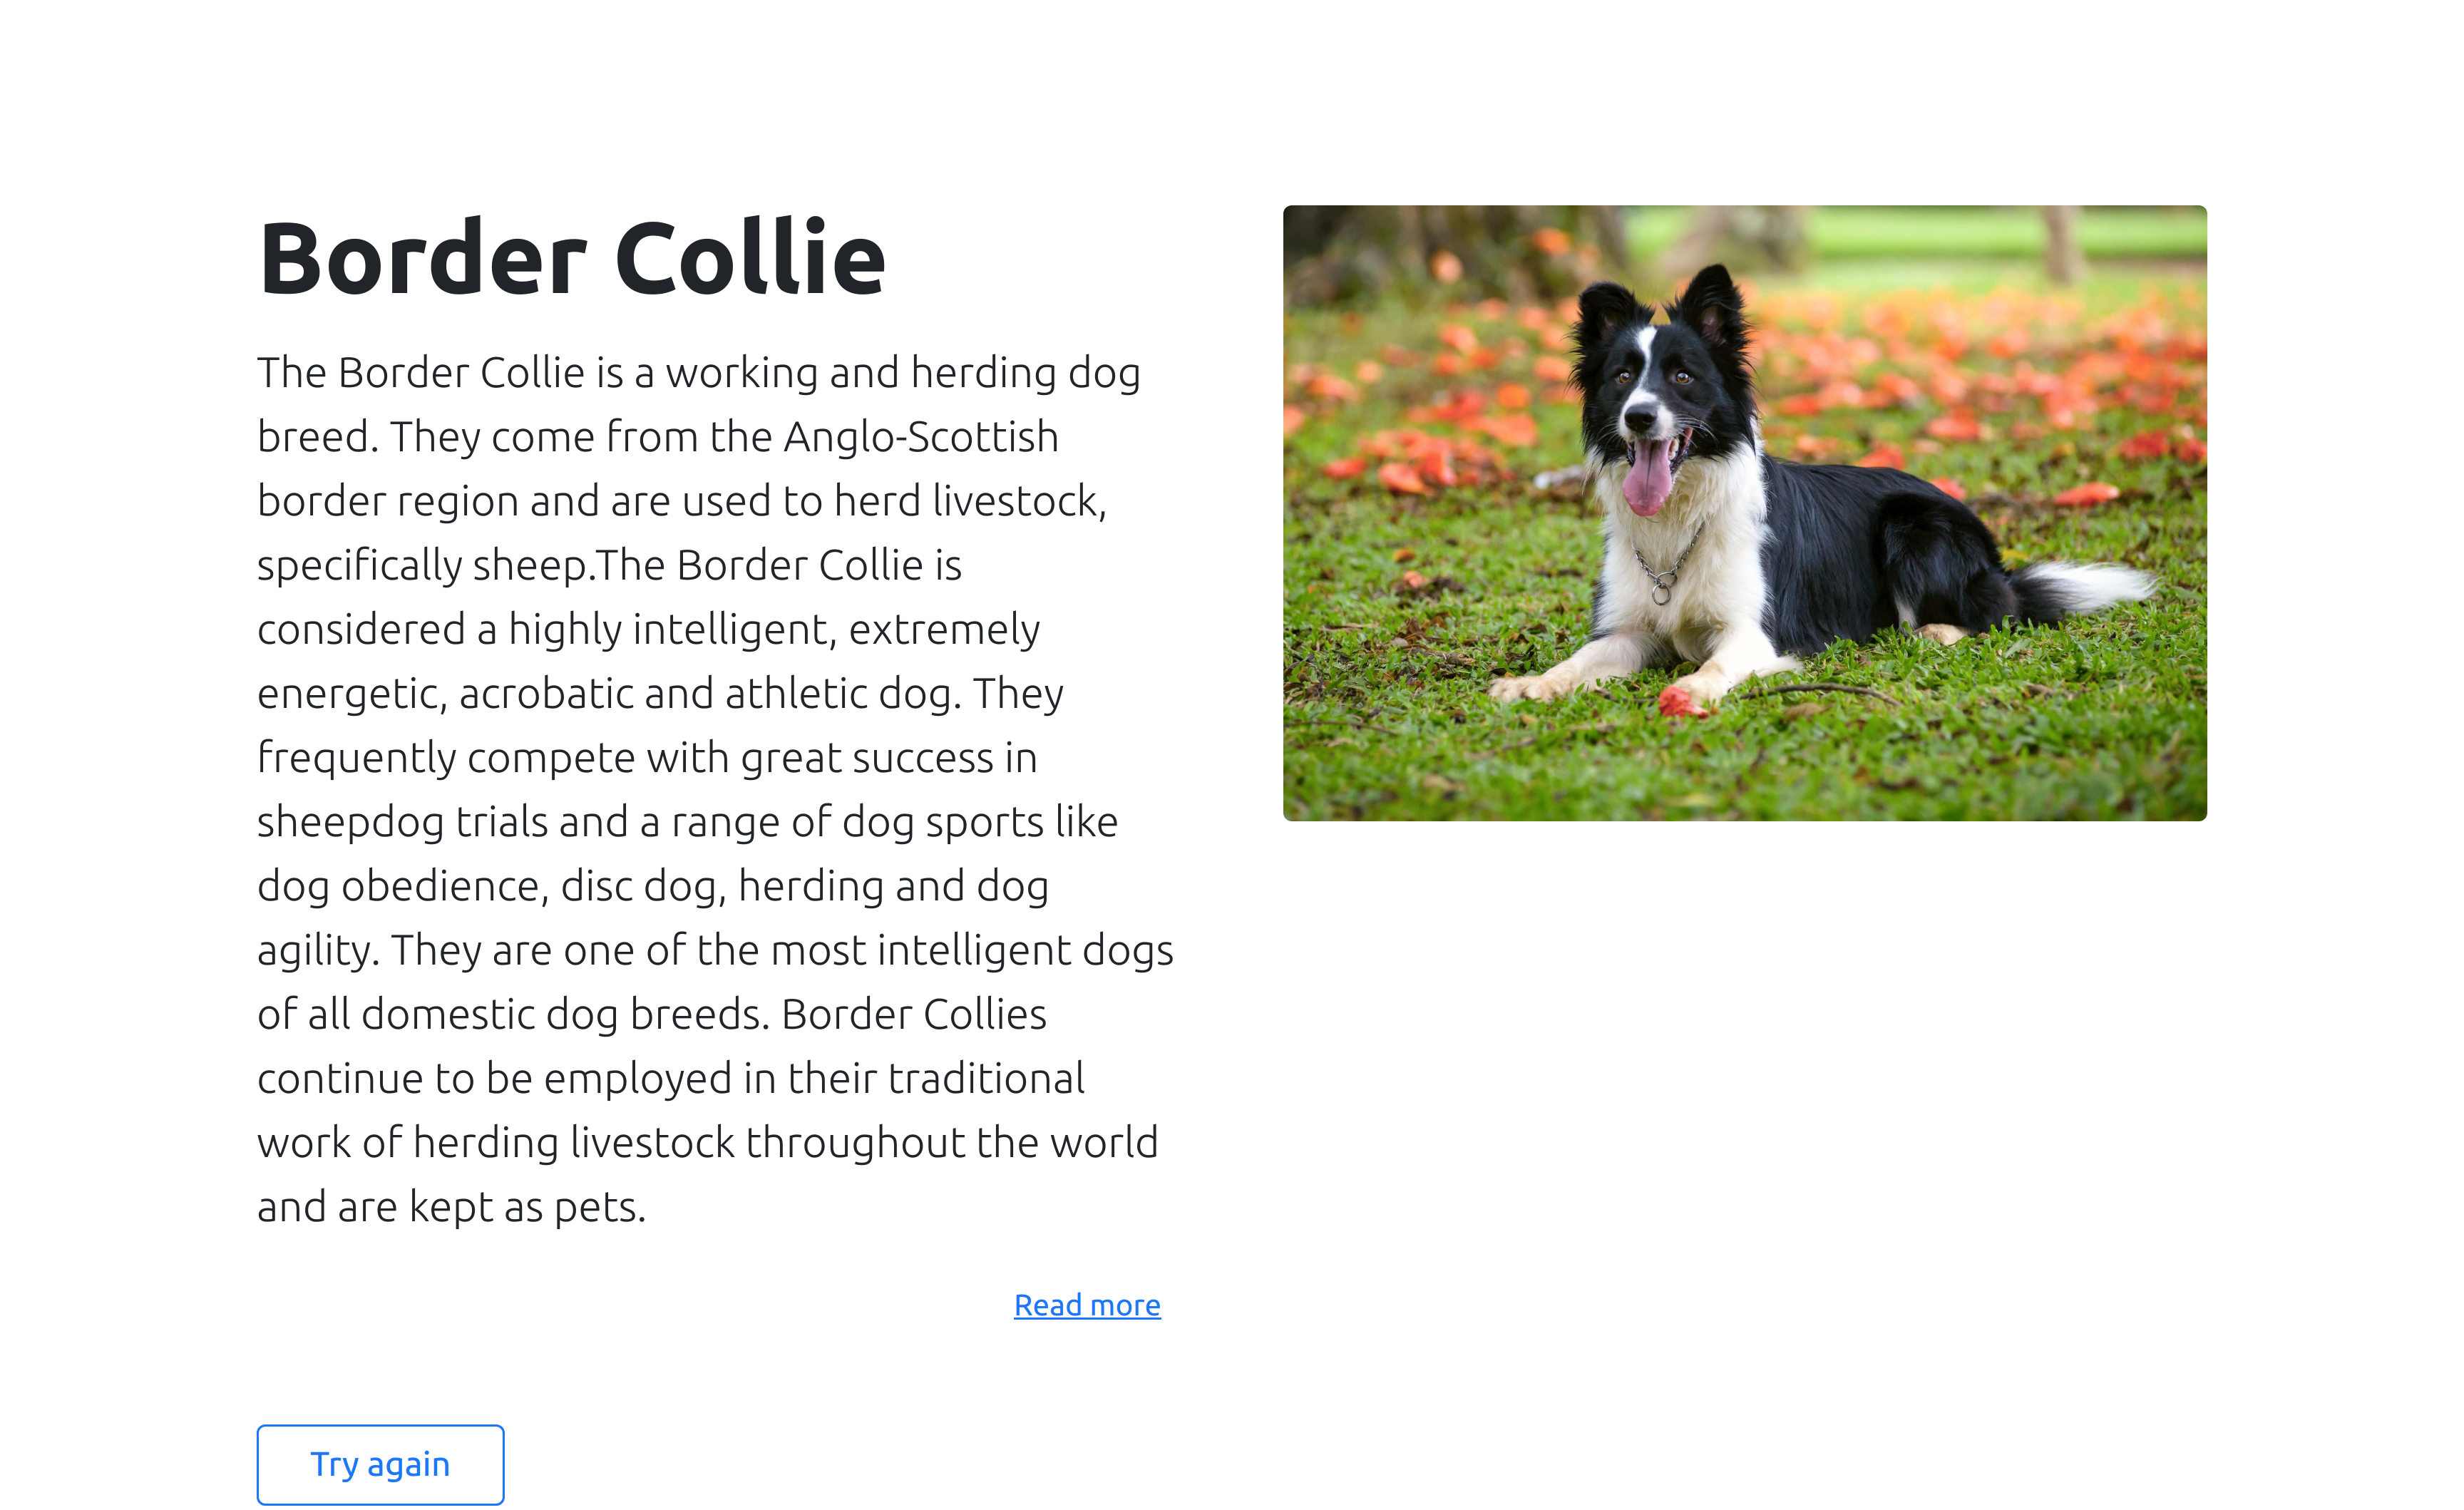 Border Collie
The Border Collie is a working and herding dog
breed. They come from the Anglo-Scottish
border region and are used to herd livestock,
specifically sheep.The Border Collie is
considered a highly intelligent, extremely
energetic, acrobatic and athletic dog. They
frequently compete with great success in
sheepdog trials and a range of dog sports like
dog obedience, disc dog, herding and dog
agility. They are one of the most intelligent dogs
of all domestic dog breeds. Border Collies
continue to be employed in their traditional
work of herding livestock throughout the world
and are kept as pets.
Read more
Try again